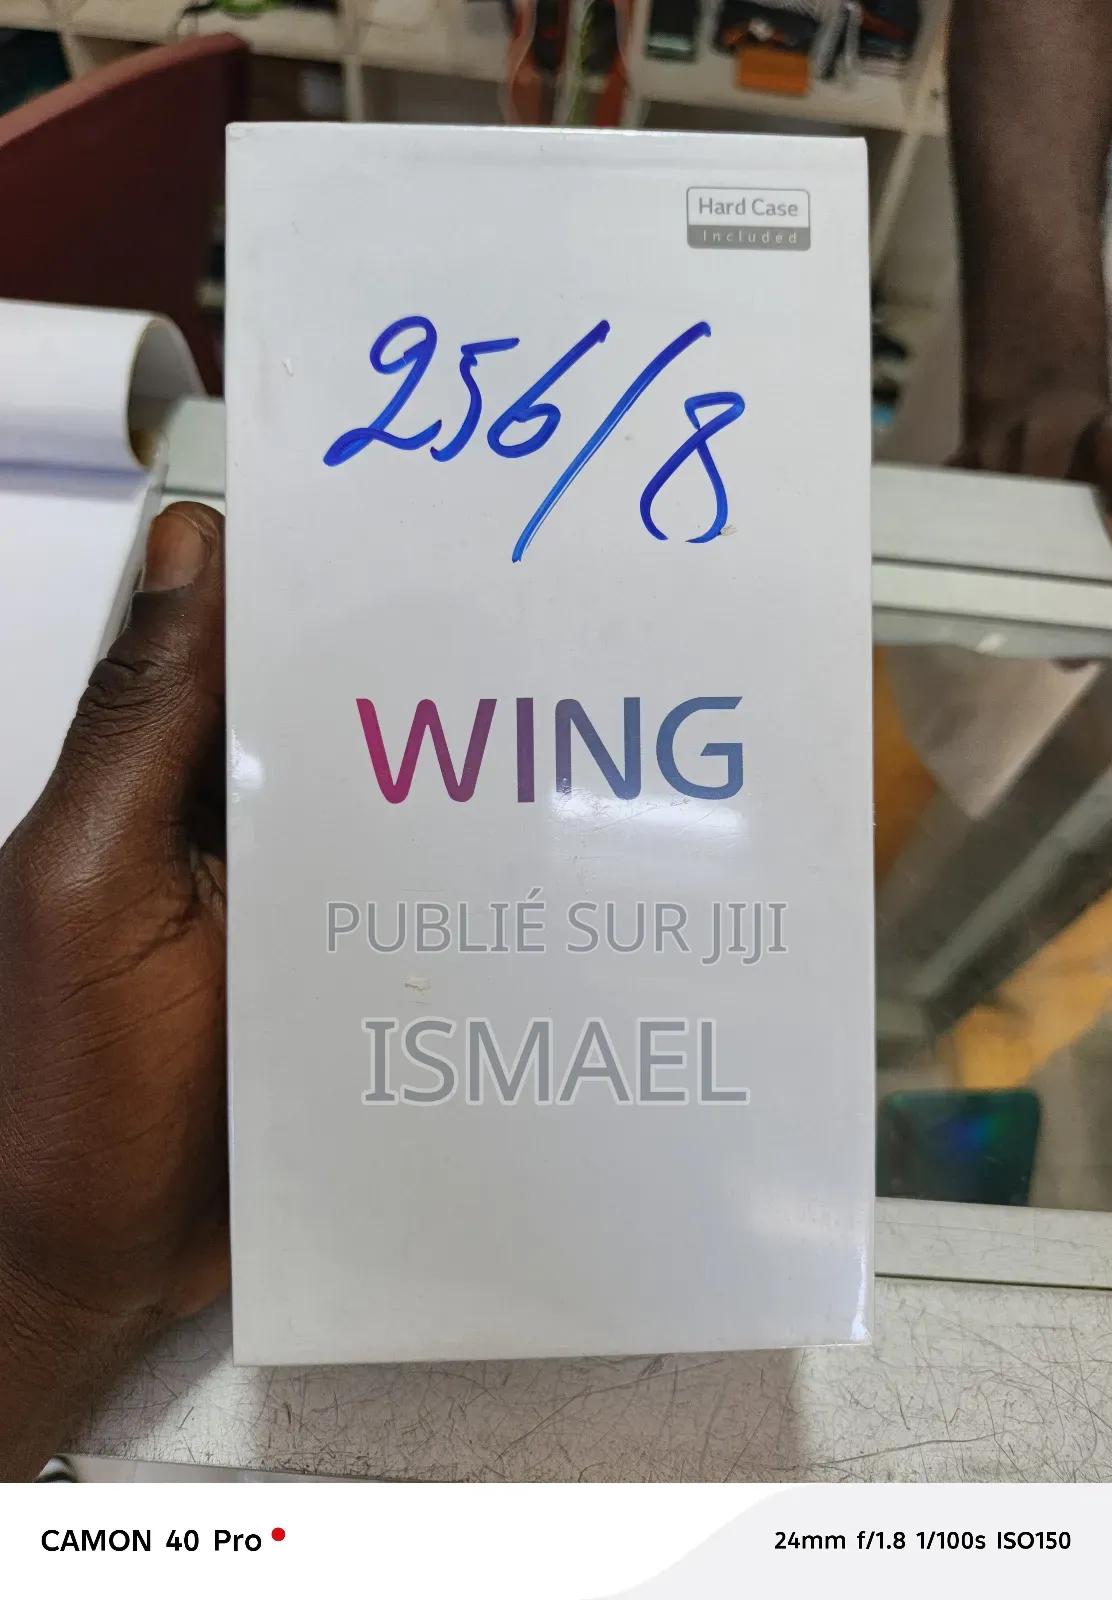 Hard Case
Included
256/8
WING
PUBLIÉ SUR JIJI
ISMAEL
CAMON 40 Pro
24mm f/1.8 1/100s ISO150